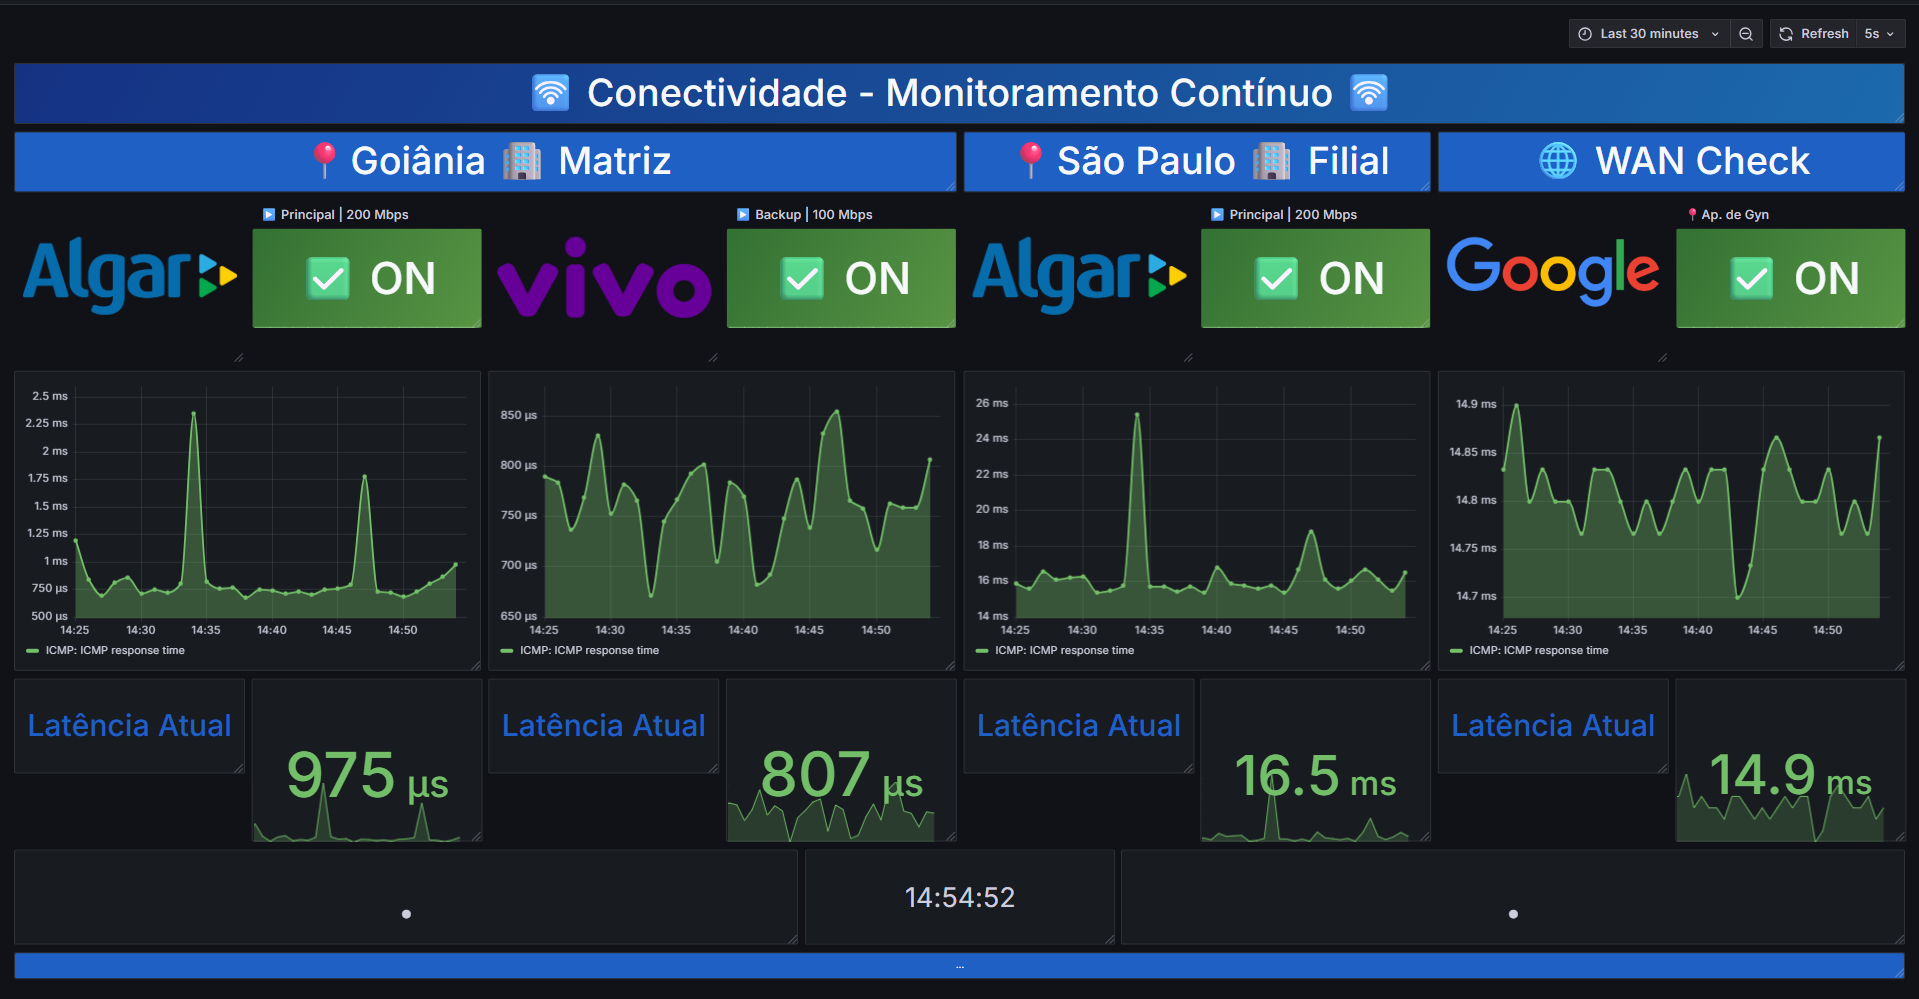 Last 30 minutes
Refresh
5s
Conectividade - Monitoramento Contínuo
Goiânia Matriz
São Paulo Filial
WAN Check
Algar
Principal | 200 Mbps
ON
vivo
Backup | 100 Mbps
ON
Algar
Principal | 200 Mbps
ON
Google
Ap. de Gyn
ON
2.5 ms
2.25 ms
2 ms
1.75 ms
1.5 ms
1.25 ms
1 ms
750 µs
500 µs
14:25 14:30 14:35 14:40 14:45 14:50
ICMP: ICMP response time
850 µs
800 µs
750 µs
700 µs
650 µs
14:25 14:30 14:35 14:40 14:45 14:50
ICMP: ICMP response time
26 ms
24 ms
22 ms
20 ms
18 ms
16 ms
14 ms
14:25 14:30 14:35 14:40 14:45 14:50
ICMP: ICMP response time
14.9 ms
14.85 ms
14.8 ms
14.75 ms
14.7 ms
14:25 14:30 14:35 14:40 14:45 14:50
ICMP: ICMP response time
Latência Atual
975 µs
Latência Atual
807 µs
Latência Atual
16.5 ms
Latência Atual
14.9 ms
14:54:52
...